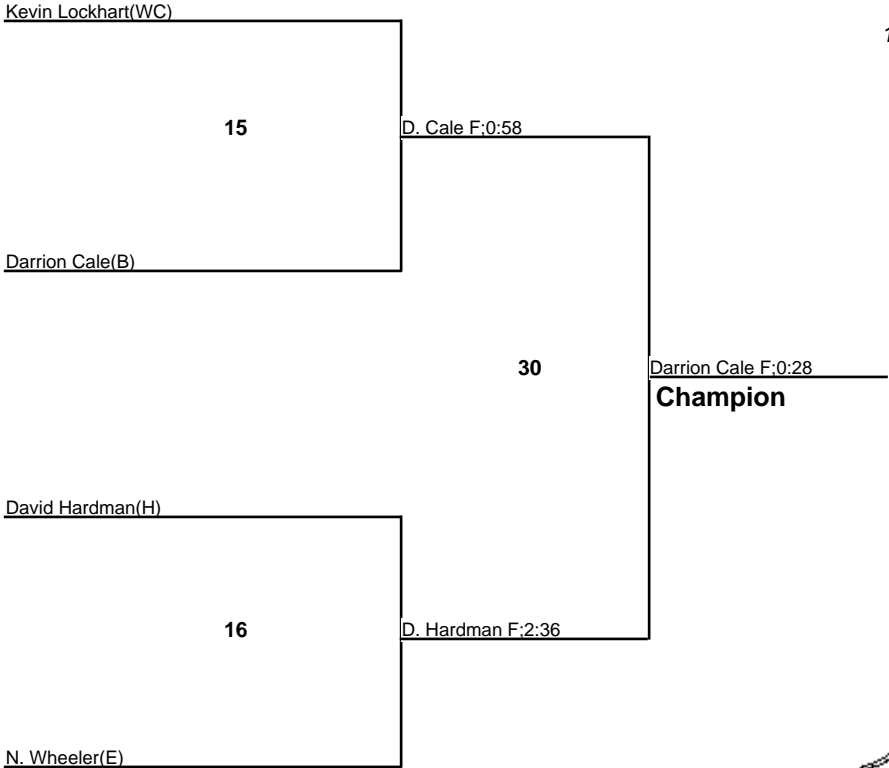 Kevin Lockhart(WC)
15
D. Cale F;0:58
Darrion Cale(B)
30
Darrion Cale F;0:28
Champion
David Hardman(H)
16
D. Hardman F;2:36
N. Wheeler(E)